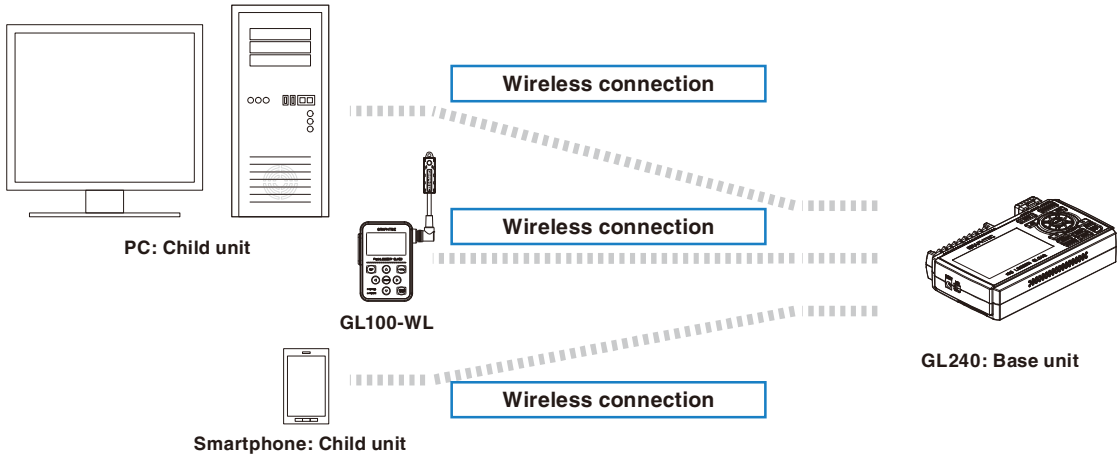 Wireless connection
PC: Child unit
Wireless connection
GL100-WL
GL240: Base unit
Wireless connection
Smartphone: Child unit